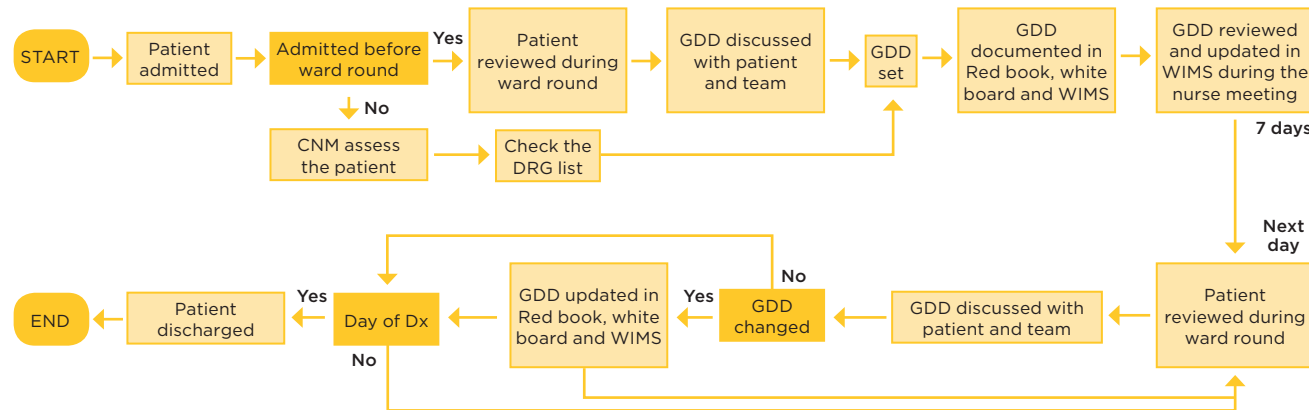 START
Patient
admitted
Admitted before
ward round
Yes
Patient
reviewed during
ward round
GDD discussed
with patient
and team
GDD
set
GDD
documented in
Red book, white
board and WIMS
GDD reviewed
and updated in
WIMS during the
nurse meeting
7 days
No
CNM assess
the patient
Check the
DRG list
Next
day
END
Patient
discharged
Yes
Day of Dx
No
GDD updated in
Red book, white
board and WIMS
Yes
No
GDD
changed
GDD discussed with
patient and team
Patient
reviewed during
ward round